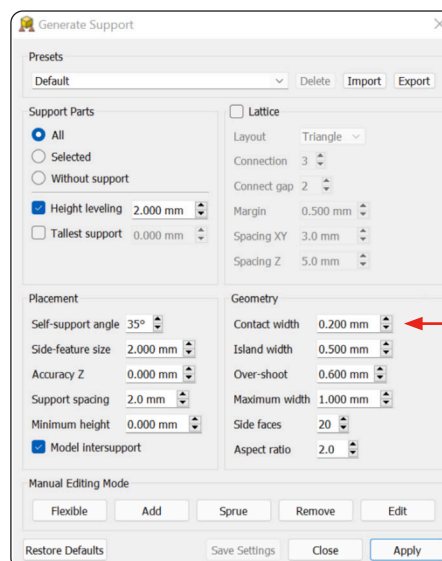 Generate Support
Presets
Default Delete Import Export
Support Parts
All
Selected
Without support
Height leveling 2.000 mm
Tallest support 0.000 mm
Lattice
Layout Triangle
Connection 3
Connect gap 2
Margin 0.500 mm
Spacing XY 3.0 mm
Spacing Z 5.0 mm
Placement
Self-support angle 35°
Side-feature size 2.000 mm
Accuracy Z 0.000 mm
Support spacing 2.0 mm
Minimum height 0.000 mm
Model intersupport
Geometry
Contact width 0.200 mm
Island width 0.500 mm
Over-shoot 0.600 mm
Maximum width 1.000 mm
Side faces 20
Aspect ratio 2.0
Manual Editing Mode
Flexible Add Sprue Remove Edit
Restore Defaults Save Settings Close Apply